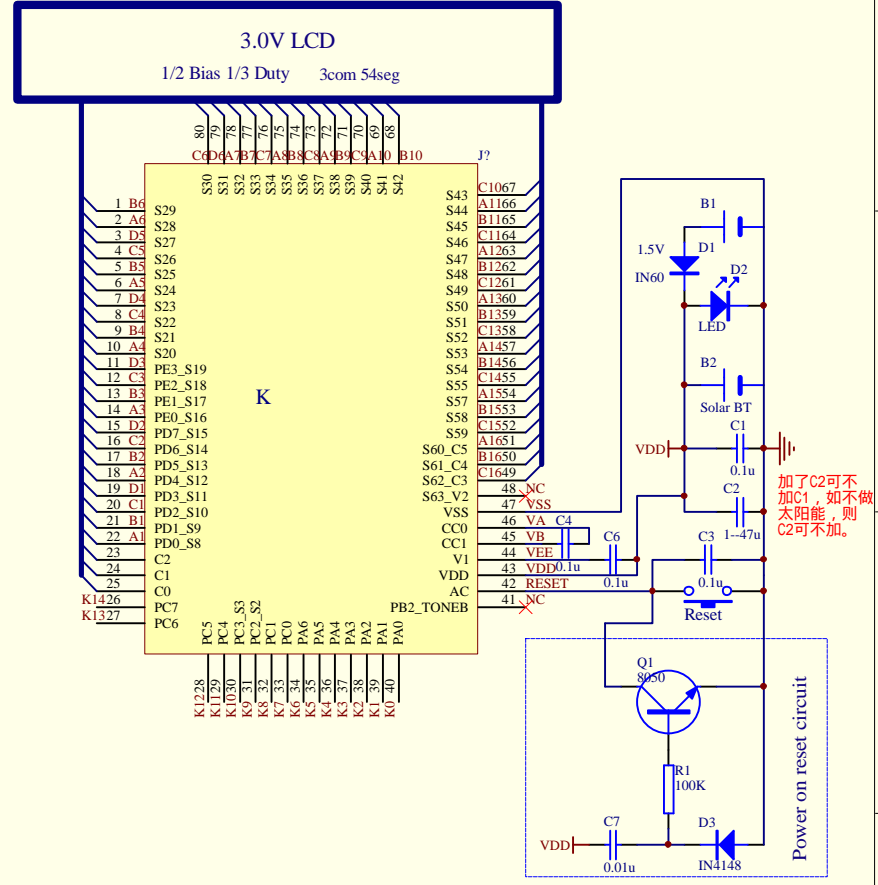 3.0V LCD
1/2 Bias 1/3 Duty 3com 54seg
80 79 78 77 76 75 74 73 72 71 70 69 68
C6 D6 A7 B7 C7 A8 B8 C8 A9 B9 C9 A10 B10
J?
S30 S31 S32 S33 S34 S35 S36 S37 S38 S39 S40 S41 S42
1 B6 S29
2 A6 S28
3 D5 S27
4 C5 S26
5 B5 S25
6 A5 S24
7 D4 S23
8 C4 S22
9 B4 S21
10 A4 S20
11 D3 PE3_S19
12 C3 PE2_S18
13 B3 PE1_S17
14 A3 PE0_S16
15 D2 PD7_S15
16 C2 PD6_S14
17 B2 PD5_S13
18 A2 PD4_S12
19 D1 PD3_S11
20 C1 PD2_S10
21 B1 PD1_S9
22 A1 PD0_S8
23 C2
24 C1
25 C0
K14 26 PC7
K13 27 PC6
K
S43 C10 67
S44 A11 66
S45 B11 65
S46 C11 64
S47 A12 63
S48 B12 62
S49 C12 61
S50 A13 60
S51 B13 59
S52 C13 58
S53 A14 57
S54 B14 56
S55 C14 55
S57 A15 54
S58 B15 53
S59 C15 52
S60_C5 A16 51
S61_C4 B16 50
S62_C3 C16 49
S63_V2 48 NC
VSS 47 VSS
CC0 46 VA
CC1 45 VB
V1 44 VEE
VDD 43 VDD
AC 42 RESET
PB2_TONEB 41 NC
PC5 PC4 PC3_S3 PC2_S2 PC1 PC0 PA6 PA5 PA4 PA3 PA2 PA1 PA0
28 29 30 31 32 33 34 35 36 37 38 39 40
K12 K11 K10 K9 K8 K7 K6 K5 K4 K3 K2 K1 K0
B1
1.5V D1
IN60
D2
LED
B2
Solar BT
C1
VDD
0.1u
C2
1--47u
加了C2可不
加C1，如不做
太阳能，则
C2可不加。
C4
0.1u
C6
0.1u
C3
0.1u
Reset
Q1
8050
R1
100K
C7
VDD
0.01u
D3
IN4148
Power on reset circuit